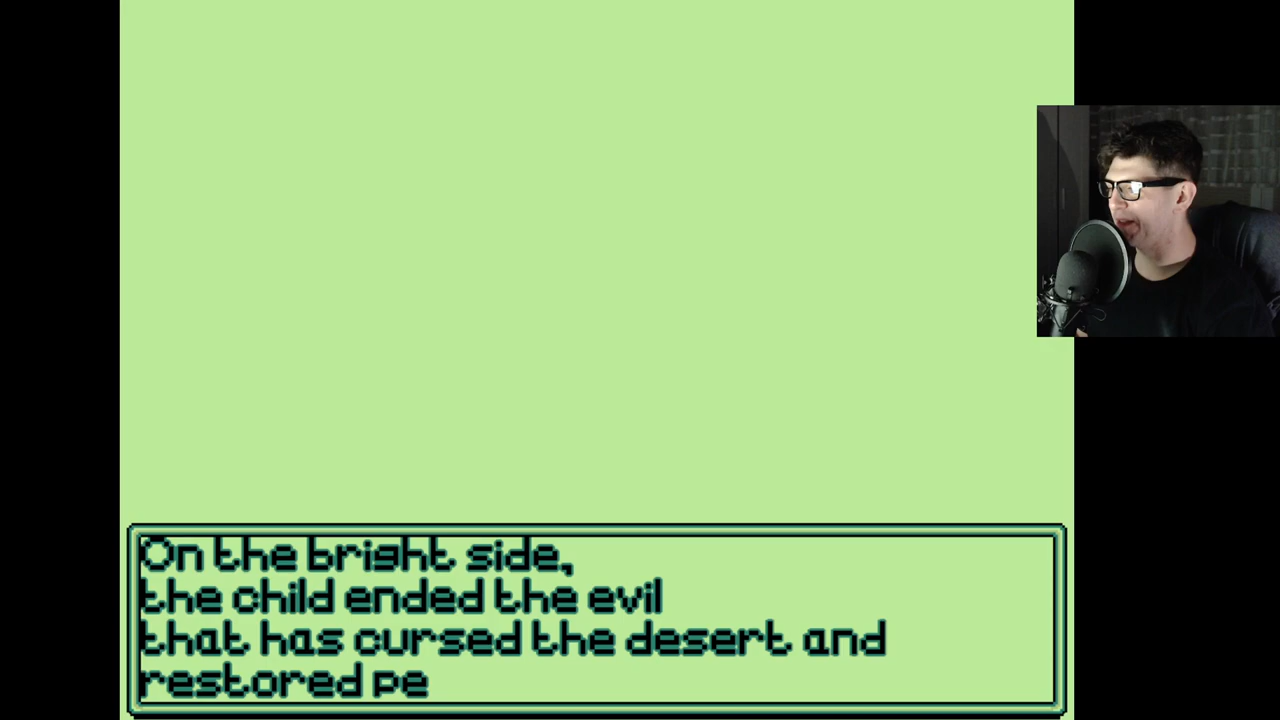 On the bright side,
the child ended the evil
that has cursed the desert and
restored pe